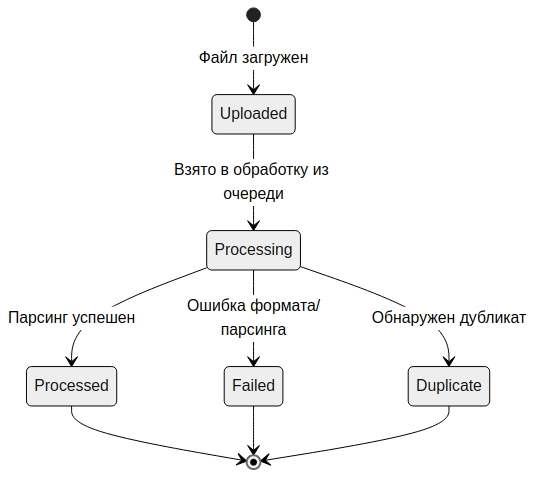 Файл загружен
Uploaded
Взято в обработку из
очереди
Processing
Парсинг успешен
Ошибка формата/
парсинга
Обнаружен дубликат
Processed
Failed
Duplicate